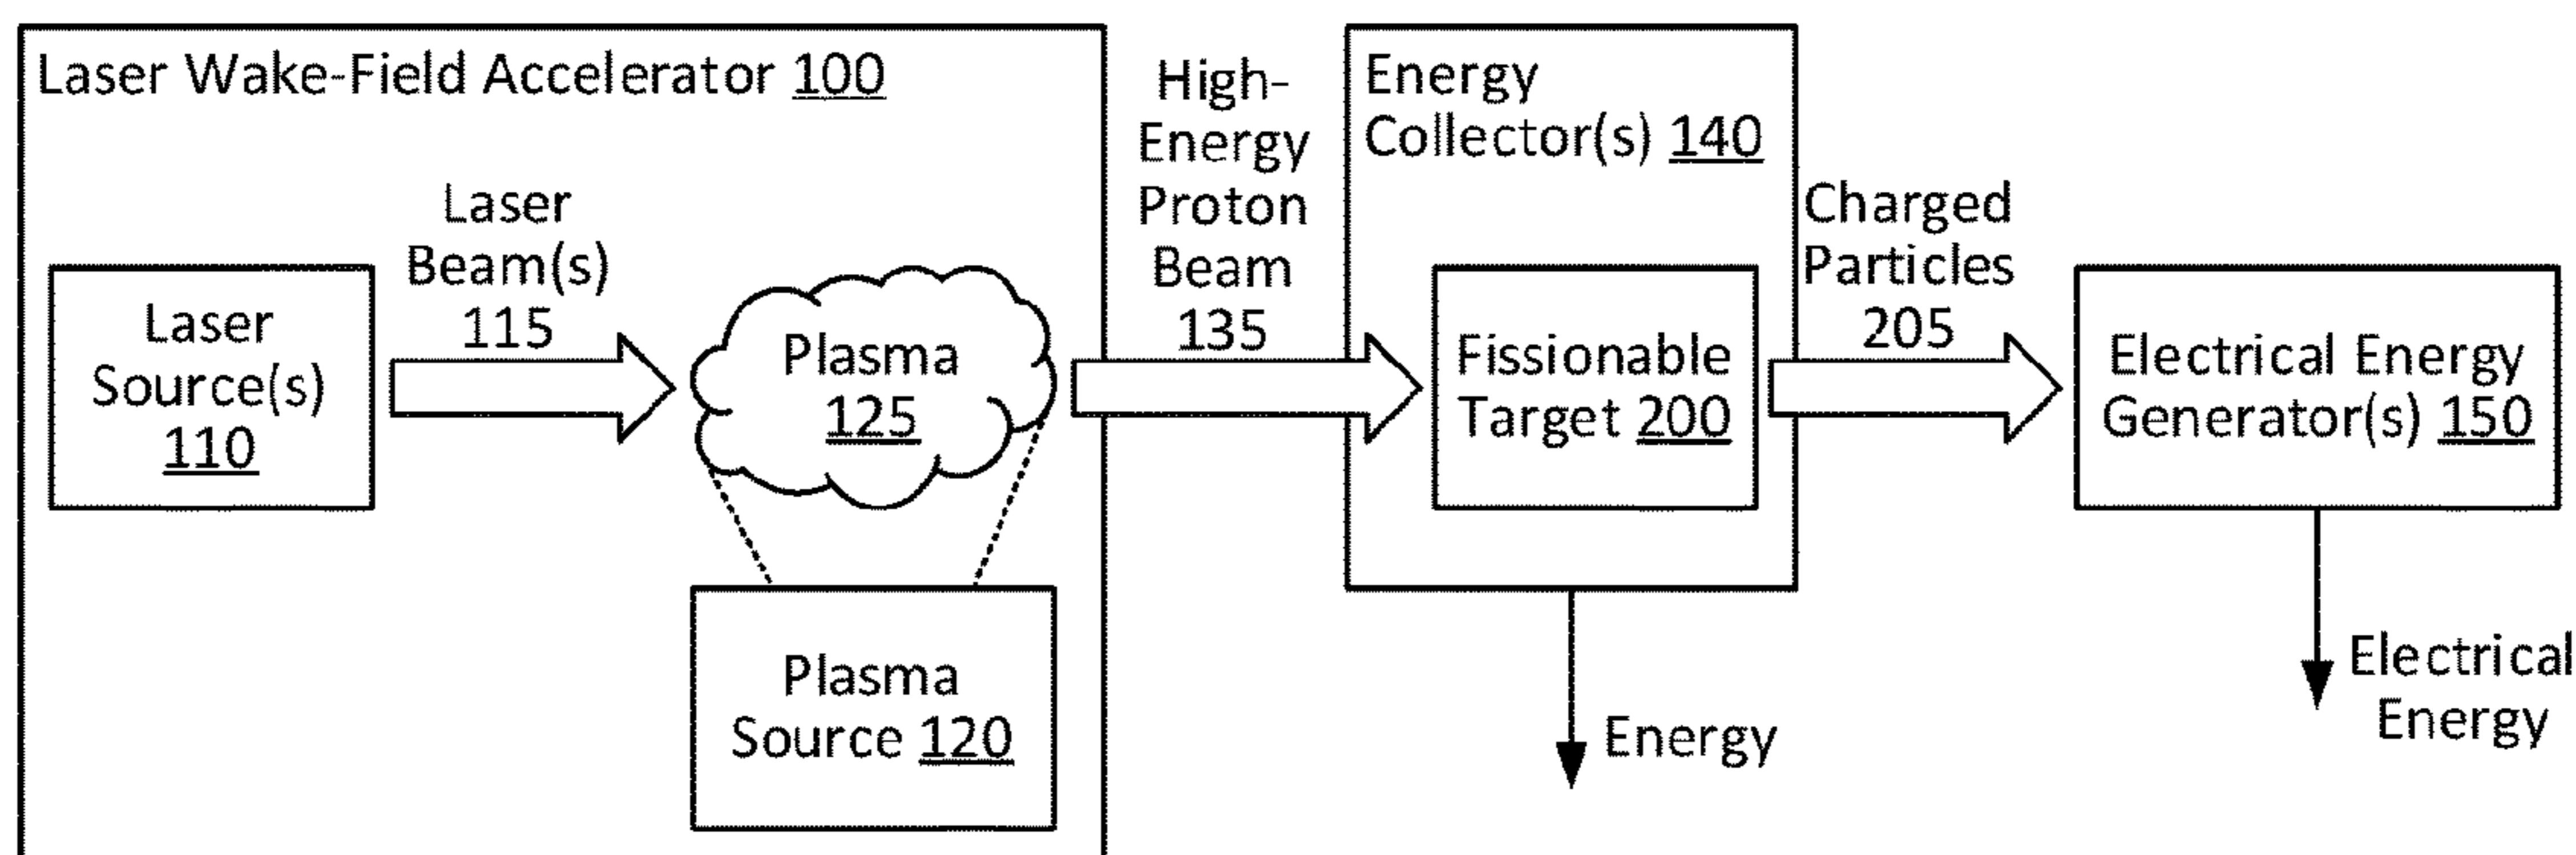 Laser Wake-Field Accelerator 100
Laser
Source(s)
110
Laser
Beam(s)
115
Plasma
125
Plasma
Source 120
High-
Energy
Proton
Beam
135
Energy
Collector(s) 140
Fissionable
Target 200
Energy
Charged
Particles
205
Electrical Energy
Generator(s) 150
Electrical
Energy